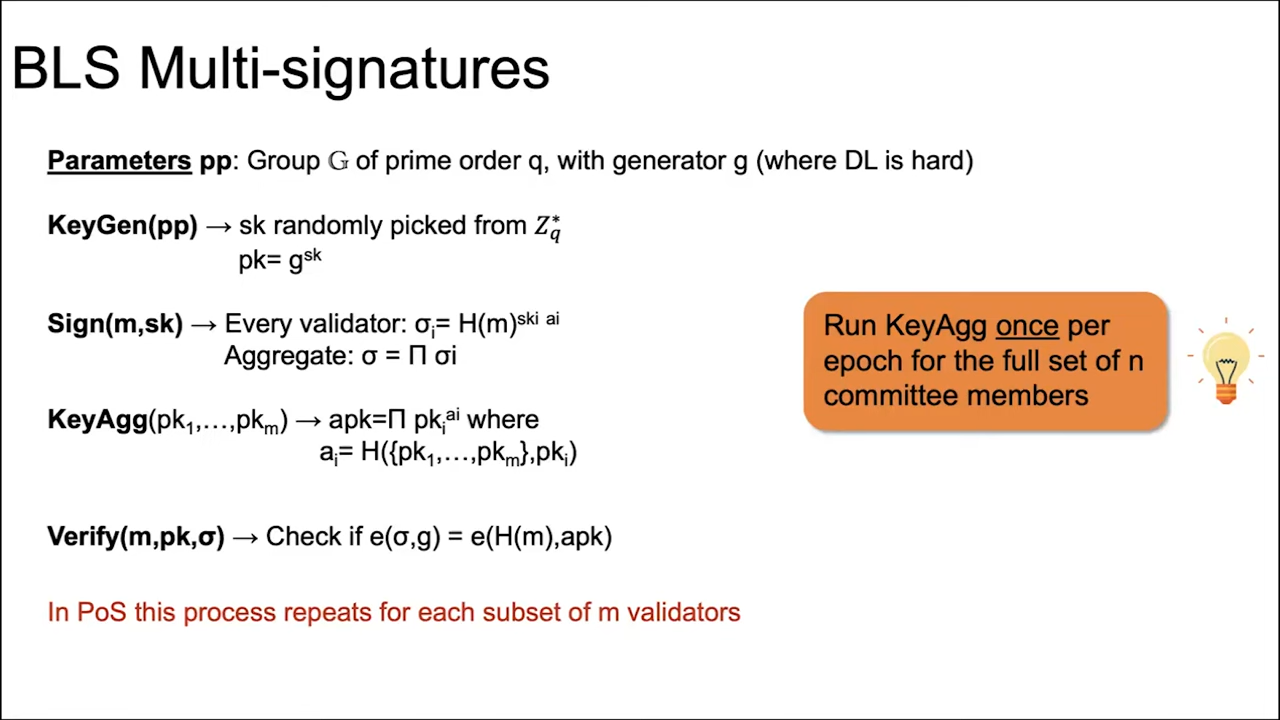 BLS Multi-signatures
Parameters pp: Group 𝔾 of prime order q, with generator g (where DL is hard)
KeyGen(pp) → sk randomly picked from Z*q
pk= g^sk
Sign(m,sk) → Every validator: σi= H(m)^ski ai
Aggregate: σ = Π σi
KeyAgg(pk1,…,pkm) → apk=Π pki^ai where
ai= H({pk1,…,pkm},pki)
Verify(m,pk,σ) → Check if e(σ,g) = e(H(m),apk)
In PoS this process repeats for each subset of m validators
Run KeyAgg once per
epoch for the full set of n
committee members